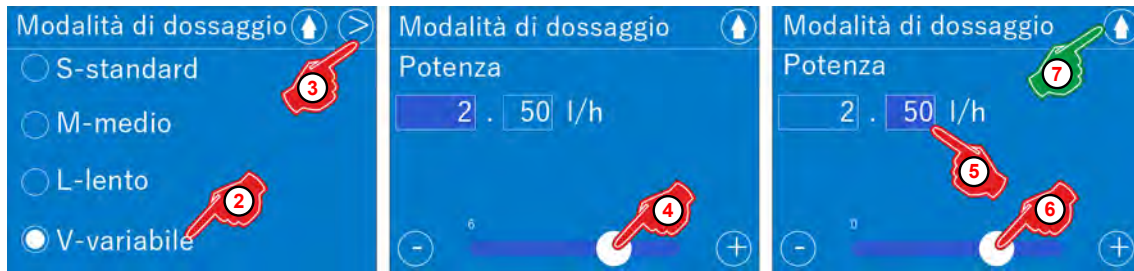 Modalità di dossaggio
S-standard
M-medio
L-lento
V-variabile
3
2
Modalità di dossaggio
Potenza
2 . 50 l/h
6
- +
4
Modalità di dossaggio
Potenza
2 . 50 l/h
- +
7
5
6